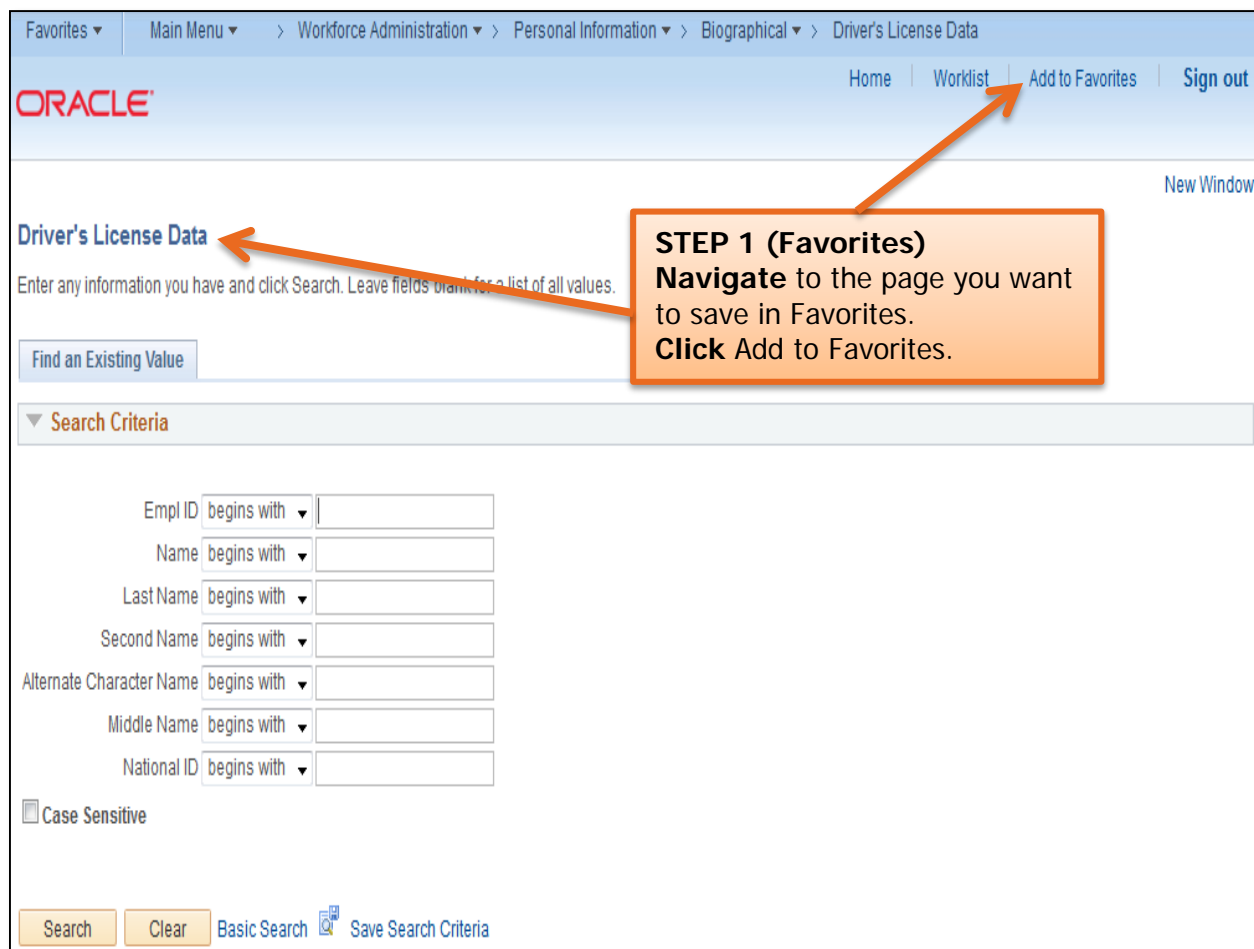 Favorites Main Menu > Workforce Administration > Personal Information > Biographical > Driver's License Data
Home Worklist Add to Favorites Sign out
ORACLE
New Window
Driver's License Data
Enter any information you have and click Search. Leave fields blank for a list of all values.
STEP 1 (Favorites)
Navigate to the page you want
to save in Favorites.
Click Add to Favorites.
Find an Existing Value
Search Criteria
Empl ID begins with
Name begins with
Last Name begins with
Second Name begins with
Alternate Character Name begins with
Middle Name begins with
National ID begins with
Case Sensitive
Search Clear Basic Search Save Search Criteria